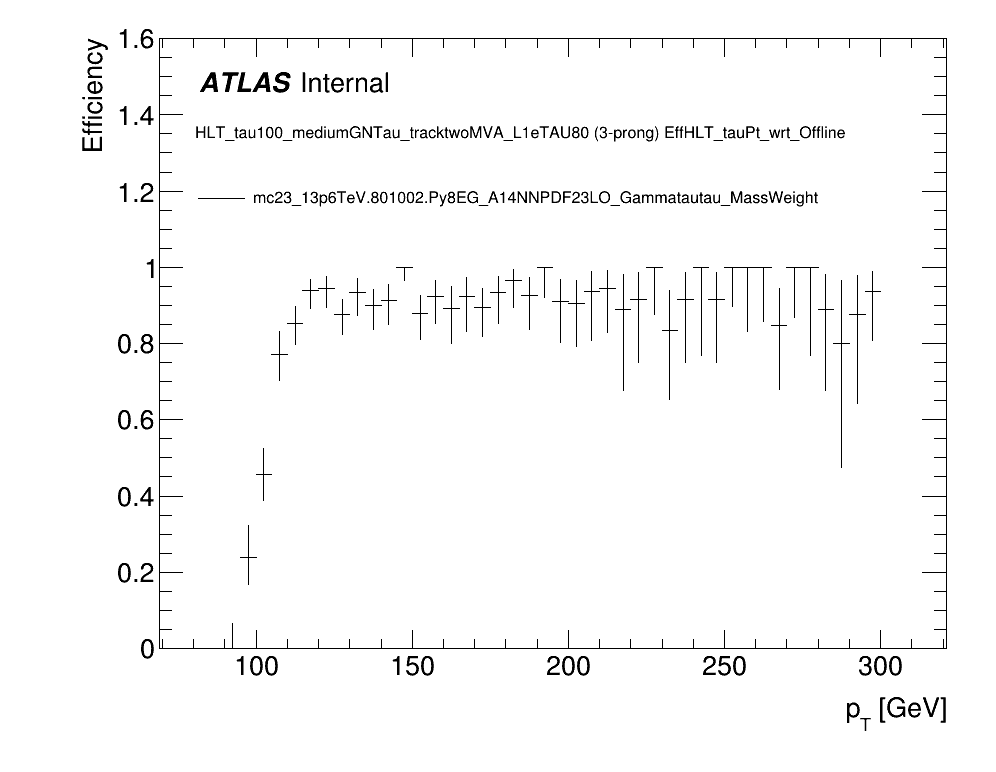 1.6
Efficiency
ATLAS Internal
1.4
HLT_tau100_mediumGNTau_tracktwoMVA_L1eTAU80 (3-prong) EffHLT_tauPt_wrt_Offline
1.2
mc23_13p6TeV.801002.Py8EG_A14NNPDF23LO_Gammatautau_MassWeight
1
0.8
0.6
0.4
0.2
0
100 150 200 250 300
p_T [GeV]